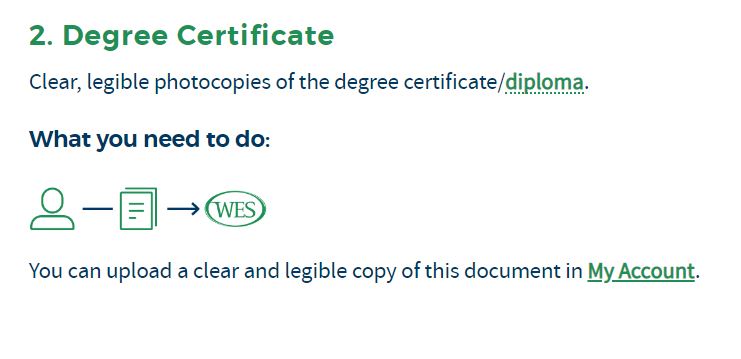 2. Degree Certificate
Clear, legible photocopies of the degree certificate/diploma.
What you need to do:
WES
You can upload a clear and legible copy of this document in My Account.